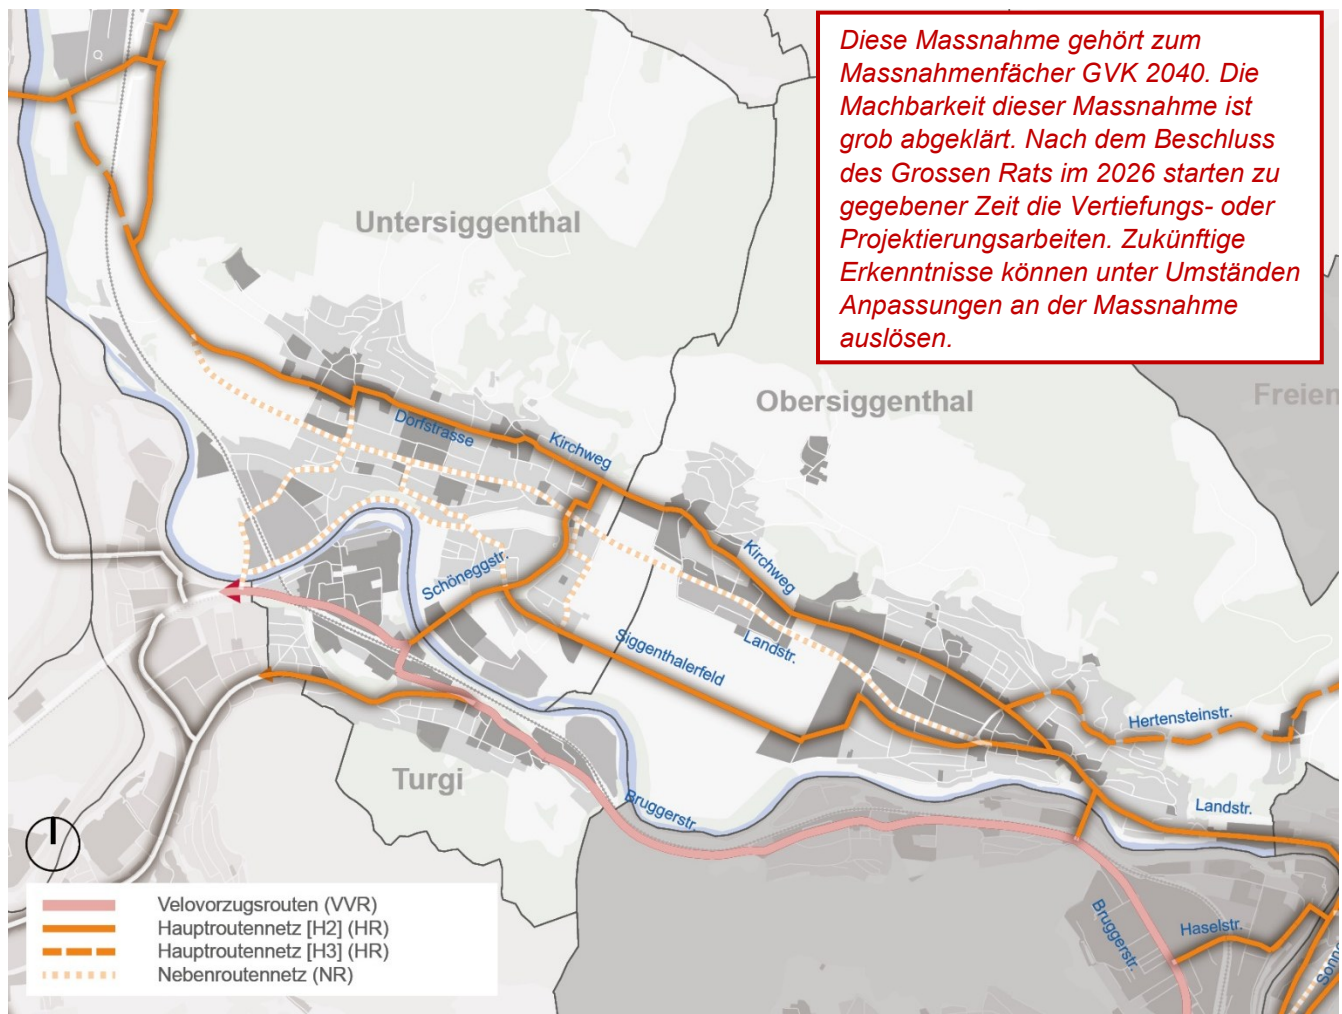 Diese Massnahme gehört zum
Massnahmenfächer GVK 2040. Die
Machbarkeit dieser Massnahme ist
grob abgeklärt. Nach dem Beschluss
des Grossen Rats im 2026 starten zu
gegebener Zeit die Vertiefungs- oder
Projektierungsarbeiten. Zukünftige
Erkenntnisse können unter Umständen
Anpassungen an der Massnahme
auslösen.
Untersiggenthal
Obersiggenthal
Freien
Dorfstrasse
Kirchweg
Schöneggstr.
Kirchweg
Landstr.
Siggenthalerfeld
Hertensteinstr.
Turgi
Bruggerstr.
Landstr.
Bruggerstr.
Haselstr.
Sonne
Velovorzugsrouten (VVR)
Hauptroutennetz [H2] (HR)
Hauptroutennetz [H3] (HR)
Nebenroutennetz (NR)